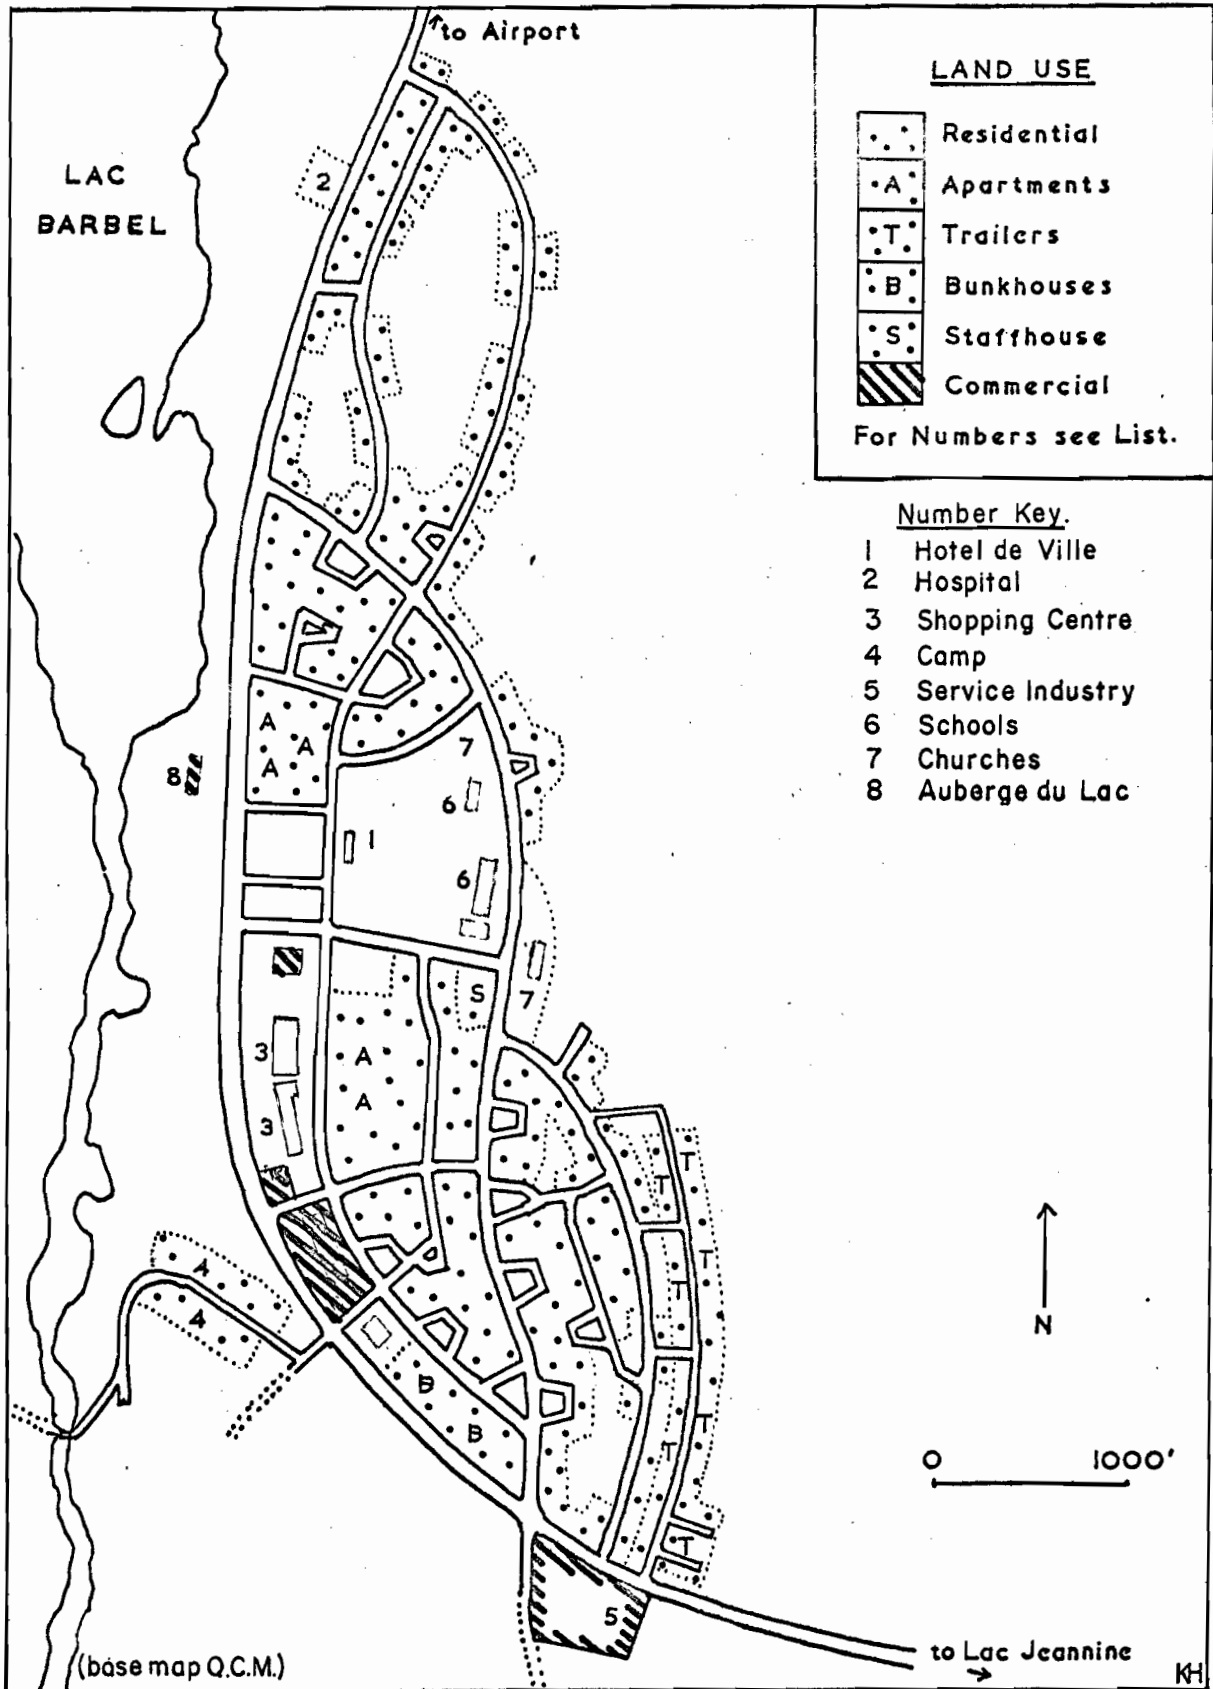 to Airport
LAC
BARBEL
LAND USE
Residential
A Apartments
T Trailers
B Bunkhouses
S Staffhouse
Commercial
For Numbers see List.
Number Key.
1 Hotel de Ville
2 Hospital
3 Shopping Centre
4 Camp
5 Service Industry
6 Schools
7 Churches
8 Auberge du Lac
2
A
A
A
8
7
6
1
6
S
7
3
A
A
3
T
T
A
4
T
T
B
B
T
T
T
5
N
0 1000'
to Lac Jeannine
(base map Q.C.M.)
KH